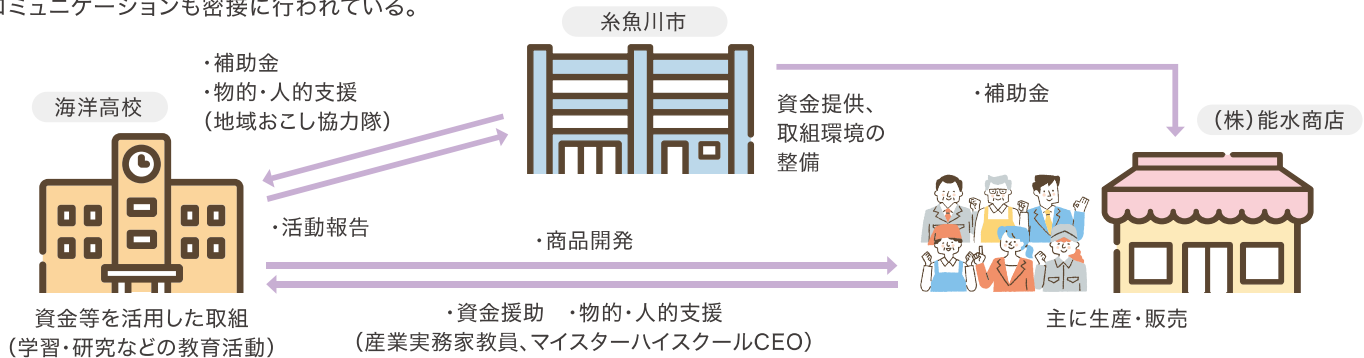 コミュニケーションも密接に行われている。
糸魚川市
・補助金
・物的・人的支援
（地域おこし協力隊）
海洋高校
資金提供、
取組環境の
整備
・補助金
（株）能水商店
・活動報告
・商品開発
・資金援助　・物的・人的支援
（産業実務家教員、マイスターハイスクールCEO）
資金等を活用した取組
（学習・研究などの教育活動）
主に生産・販売